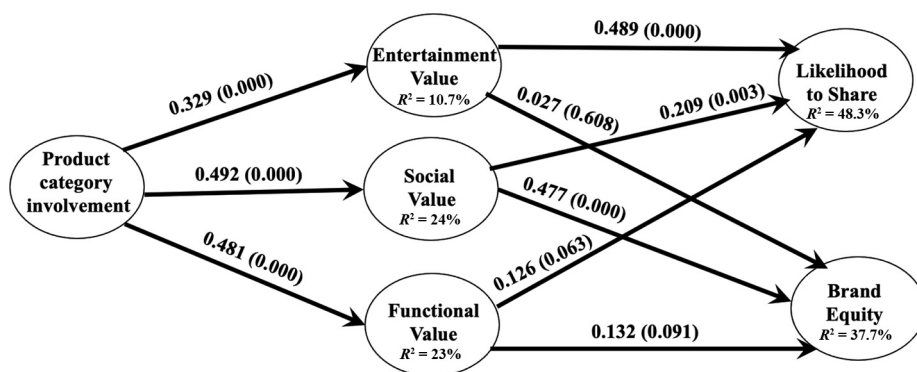 Product
category
involvement
0.329 (0.000)
0.492 (0.000)
0.481 (0.000)
Entertainment
Value
R² = 10.7%
Social
Value
R² = 24%
Functional
Value
R² = 23%
0.489 (0.000)
0.027 (0.608)
0.209 (0.003)
0.477 (0.000)
0.126 (0.063)
0.132 (0.091)
Likelihood
to Share
R² = 48.3%
Brand
Equity
R² = 37.7%